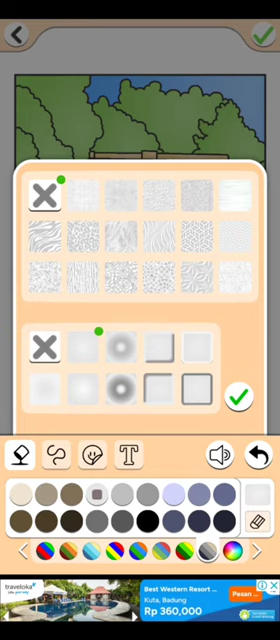 T
traveloka
Best Western Resort ...
Kuta, Badung
Rp 360,000
Pesan ...